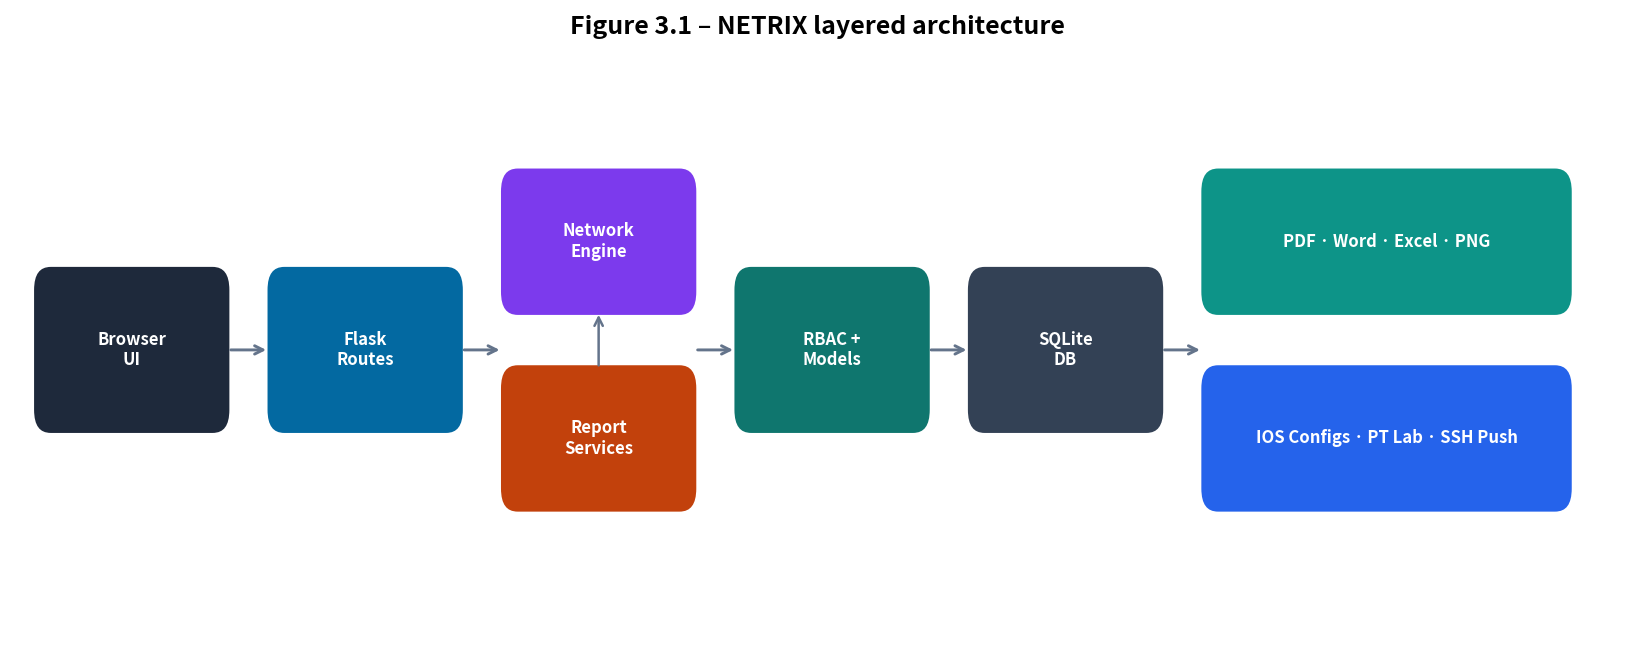 Figure 3.1 – NETRIX layered architecture
Browser
UI
Flask
Routes
Network
Engine
Report
Services
RBAC +
Models
SQLite
DB
PDF · Word · Excel · PNG
IOS Configs · PT Lab · SSH Push